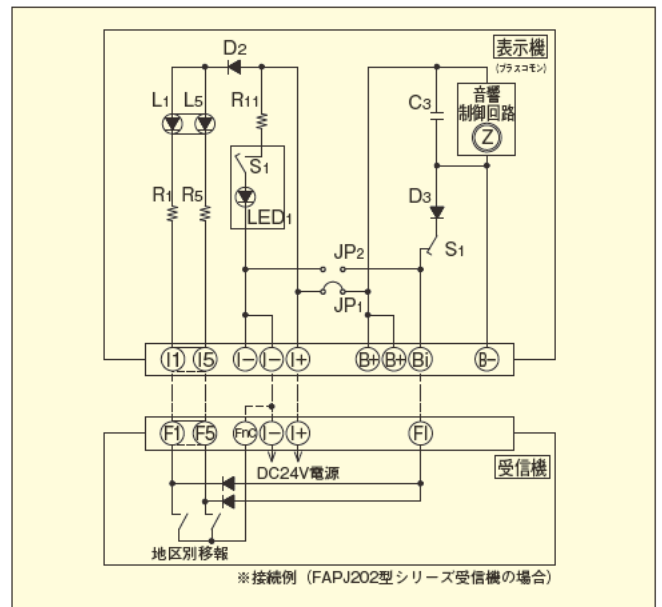 表示機
(プラスコモン)
D2
音響
制御回路
Z
L1 L5
R11
C3
S1
R1 R5
LED1
D3
S1
JP2
JP1
I1 I5 I− I− I+ B+ B+ Bi B−
F1 F5 FnC I− I+ FI
DC24V電源
受信機
地区別移報
※接続例（FAPJ202型シリーズ受信機の場合）